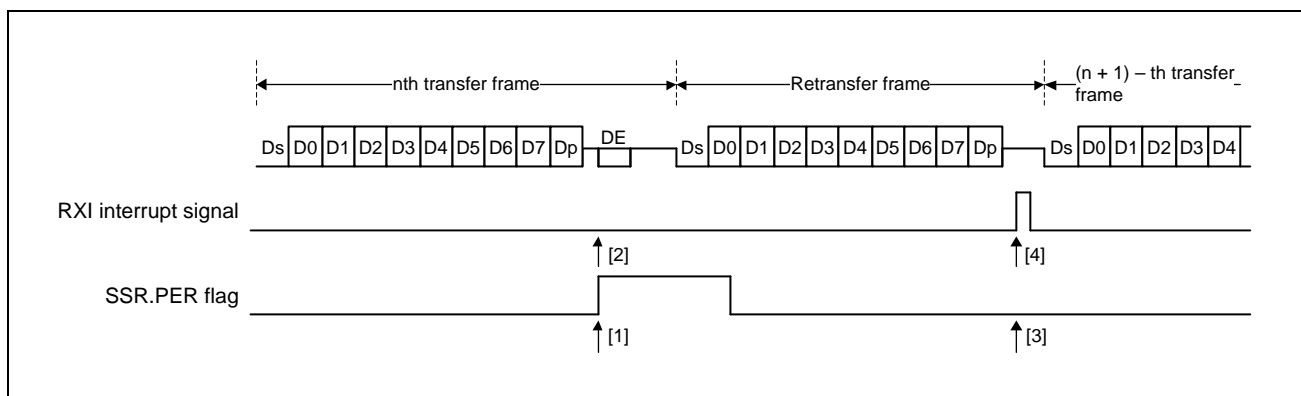 nth transfer frame
Retransfer frame
(n + 1) – th transfer
frame
Ds D0 D1 D2 D3 D4 D5 D6 D7 Dp DE Ds D0 D1 D2 D3 D4 D5 D6 D7 Dp Ds D0 D1 D2 D3 D4
RXI interrupt signal
[2] [4]
SSR.PER flag
[1] [3]